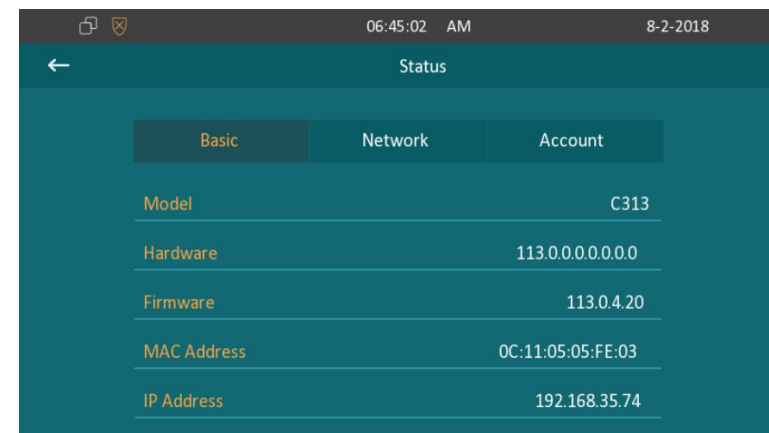 06:45:02 AM 8-2-2018
Status
Basic Network Account
Model C313
Hardware 113.0.0.0.0.0.0.0
Firmware 113.0.4.20
MAC Address 0C:11:05:05:FE:03
IP Address 192.168.35.74